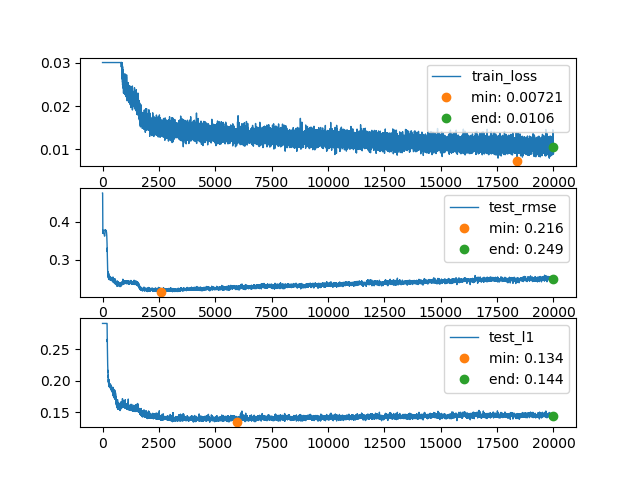 0.03
0.02
0.01
train_loss
min: 0.00721
end: 0.0106
0 2500 5000 7500 10000 12500 15000 17500 20000
0.4
0.3
test_rmse
min: 0.216
end: 0.249
0 2500 5000 7500 10000 12500 15000 17500 20000
0.25
0.20
0.15
test_l1
min: 0.134
end: 0.144
0 2500 5000 7500 10000 12500 15000 17500 20000